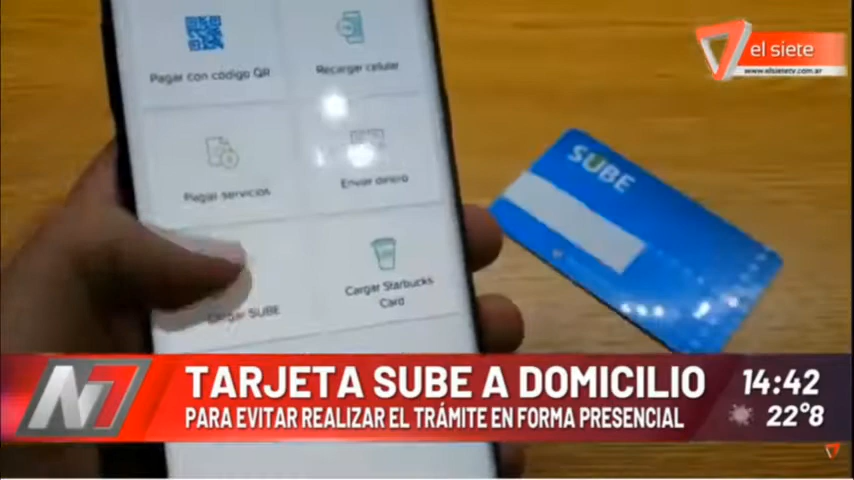 el siete
www.elsietetv.com.ar
Pagar con código QR
Recargar celular
Pagar servicios
Enviar dinero
Cargar SUBE
Cargar Starbucks
Card
SUBE
N7
TARJETA SUBE A DOMICILIO
PARA EVITAR REALIZAR EL TRÁMITE EN FORMA PRESENCIAL
14:42
22°8